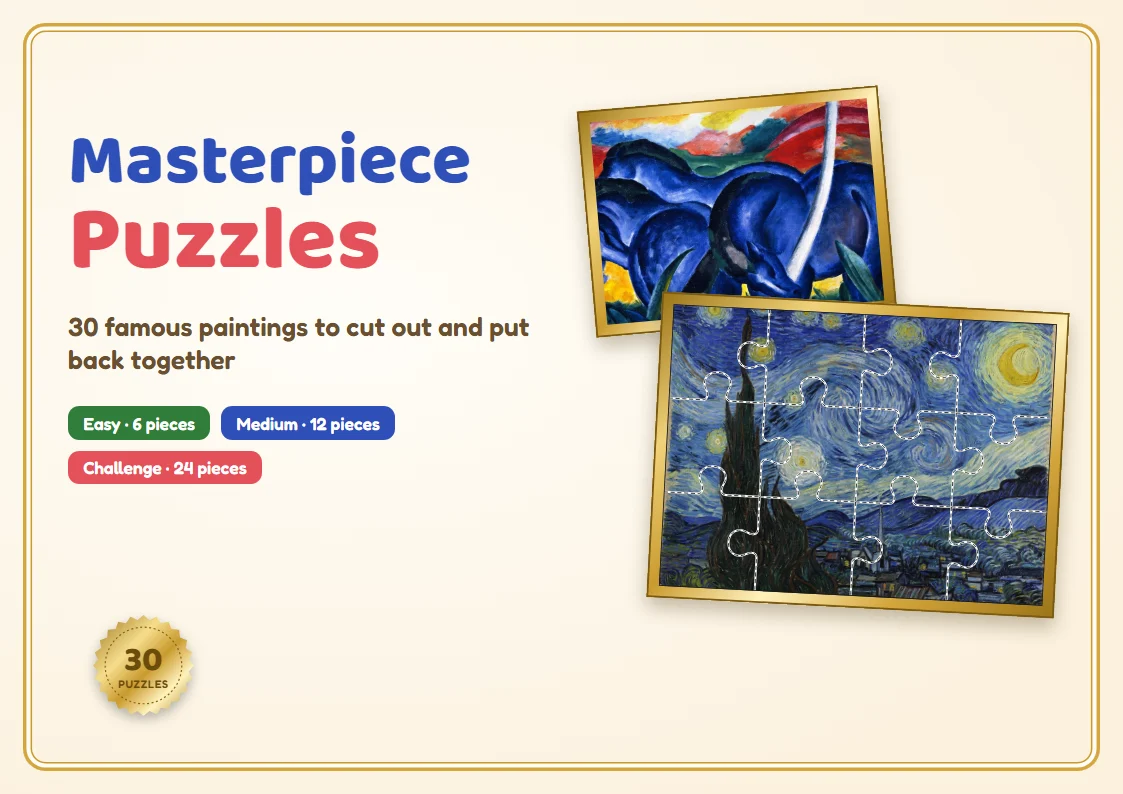 Masterpiece
Puzzles
30 famous paintings to cut out and put
back together
Easy · 6 pieces
Medium · 12 pieces
Challenge · 24 pieces
30
PUZZLES